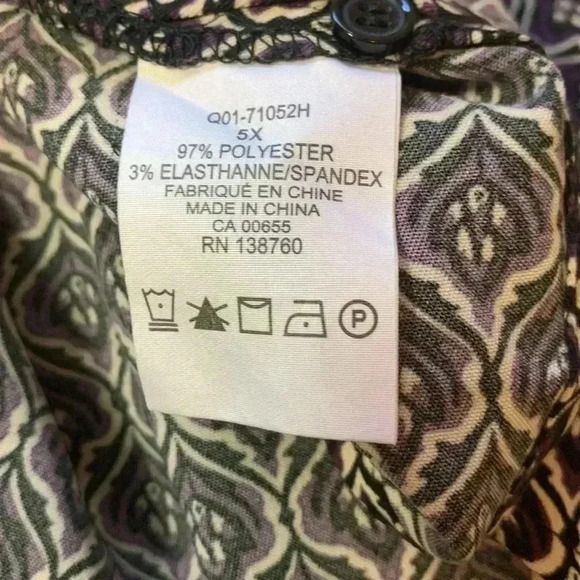 Q01-71052H
5X
97% POLYESTER
3% ELASTHANNE/SPANDEX
FABRIQUÉ EN CHINE
MADE IN CHINA
CA 00655
RN 138760
P